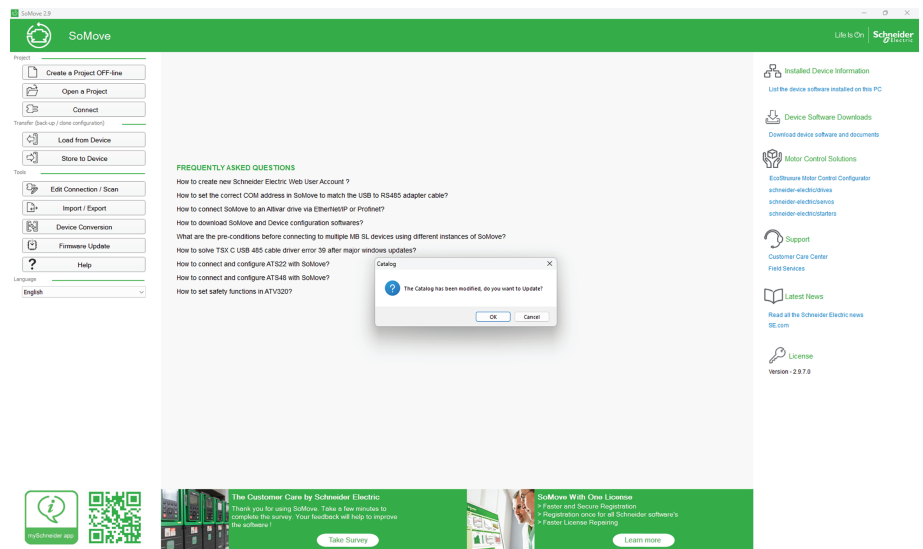 SoMove 2.9
SoMove
Life Is On | Schneider Electric
Project
Create a Project OFF-line
Open a Project
Connect
Transfer (back-up / clone configuration)
Load from Device
Store to Device
Tools
Edit Connection / Scan
Import / Export
Device Conversion
Firmware Update
? Help
Language
English
FREQUENTLY ASKED QUESTIONS
How to create new Schneider Electric Web User Account ?
How to set the correct COM address in SoMove to match the USB to RS485 adapter cable?
How to connect SoMove to an Altivar drive via EtherNet/IP or Profinet?
How to download SoMove and Device configuration softwares?
What are the pre-conditions before connecting to multiple MB SL devices using different instances of SoMove?
How to solve TSX C USB 485 cable driver error 39 after major windows updates?
How to connect and configure ATS22 with SoMove?
How to connect and configure ATS48 with SoMove?
How to set safety functions in ATV320?
Catalog
The Catalog has been modified, do you want to Update?
OK
Cancel
Installed Device Information
List the device software installed on this PC
Device Software Downloads
Download device software and documents
Motor Control Solutions
EcoStruxure Motor Control Configurator
schneider-electric/drives
schneider-electric/servos
schneider-electric/starters
Support
Customer Care Center
Field Services
Latest News
Read all the Schneider Electric news
SE.com
License
Version - 2.9.7.0
mySchneider app
The Customer Care by Schneider Electric
Thank you for using SoMove. Take a few minutes to
complete the survey. Your feedback will help to improve
the software !
Take Survey
SoMove With One License
> Faster and Secure Registration
> Registration once for all Schneider software's
> Faster License Repairing
Learn more